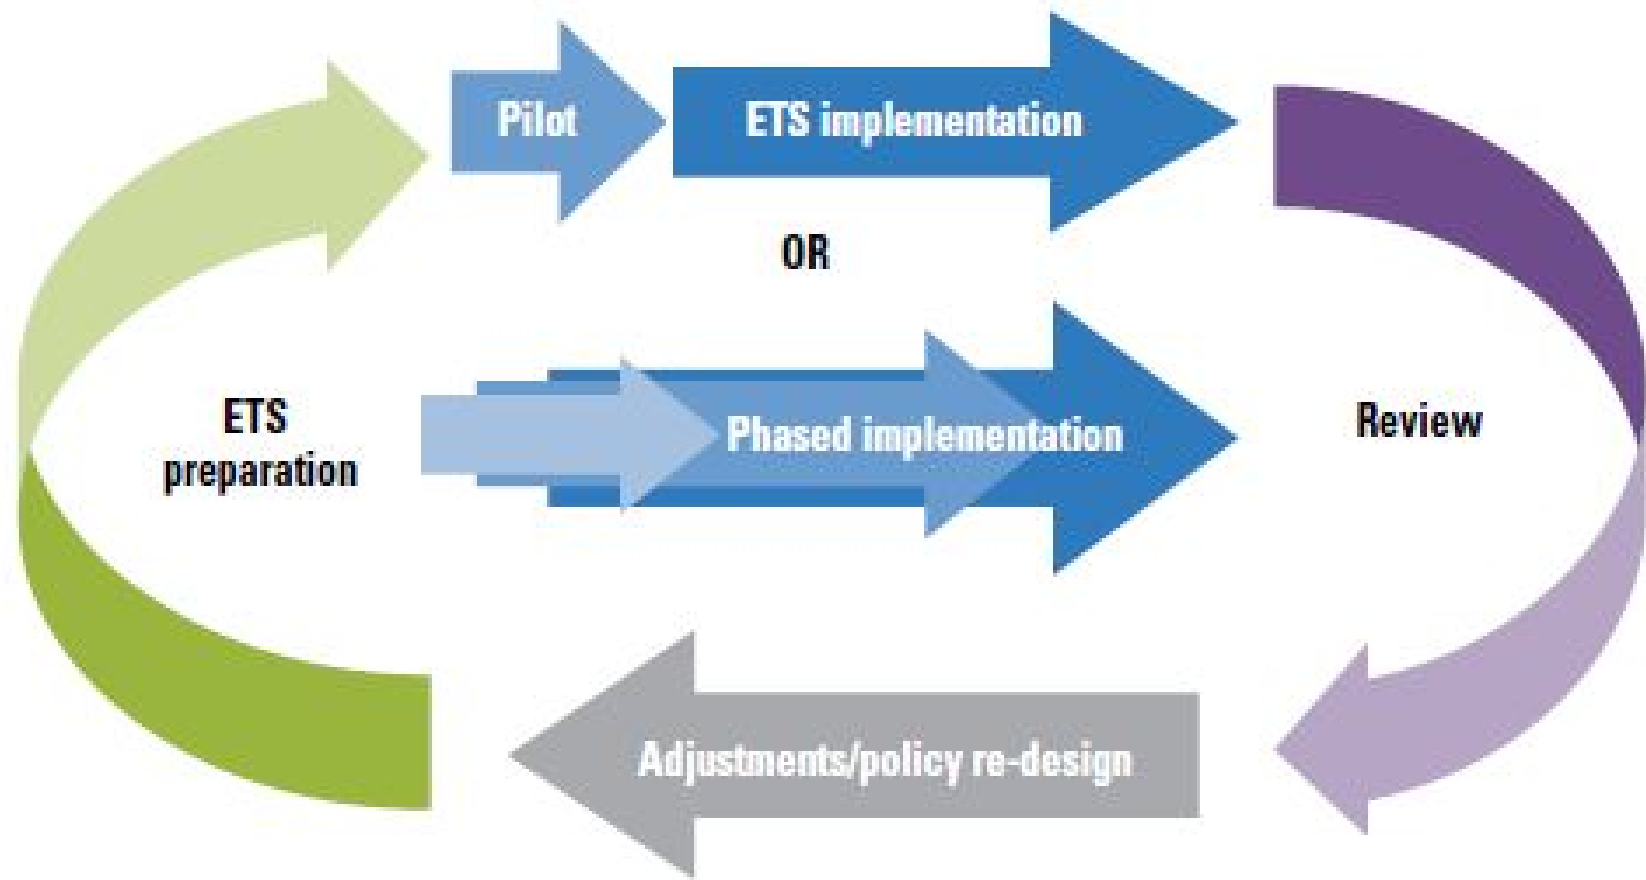 Pilot
ETS implementation
OR
ETS
preparation
Phased implementation
Review
Adjustments/policy re-design